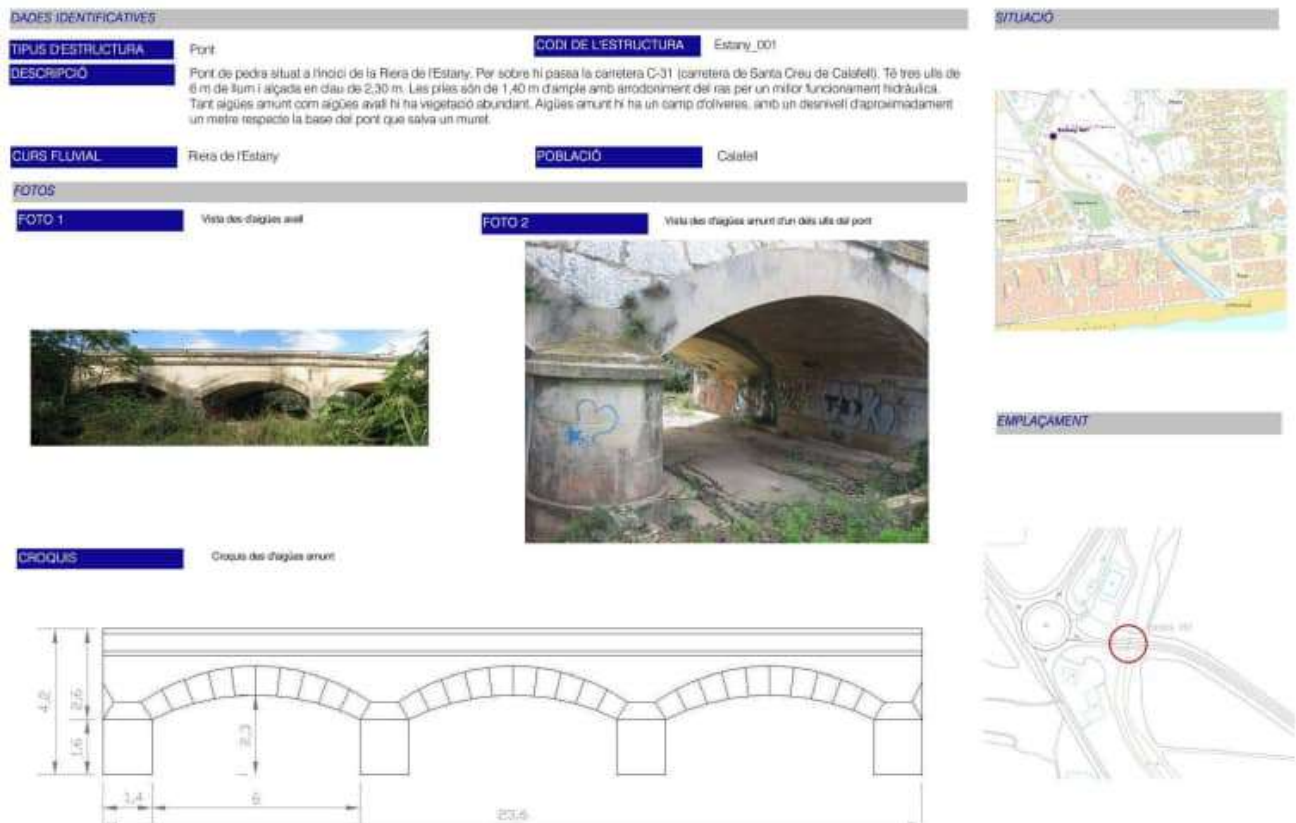 DADES IDENTIFICATIVES
TIPUS D'ESTRUCTURA Pont
CODI DE L'ESTRUCTURA Estany_001
DESCRIPCIÓ Pont de pedra situat a l'inici de la Riera de l'Estany. Per sobre hi passa la carretera C-31 (carretera de Santa Creu de Calafell). Té tres ulls de
6 m de llum i alçada en clau de 2,30 m. Les piles són de 1,40 m d'ample amb arrodoniment del ras per un millor funcionament hidràulica.
Tant aigües amunt com aigües avall hi ha vegetació abundant. Aigües amunt hi ha un camp d'oliveres, amb un desnivell d'aproximadament
un metre respecte la base del pont que salva un muret.
CURS FLUVIAL Riera de l'Estany
POBLACIÓ Calafell
FOTOS
FOTO 1 Vista des d'aigües avall
FOTO 2 Vista des d'aigües amunt d'un dels ulls del pont
CROQUIS Croquis des d'aigües amunt
4,2
2,6
1,6
2,3
1,4
6
23,6
SITUACIÓ
EMPLAÇAMENT